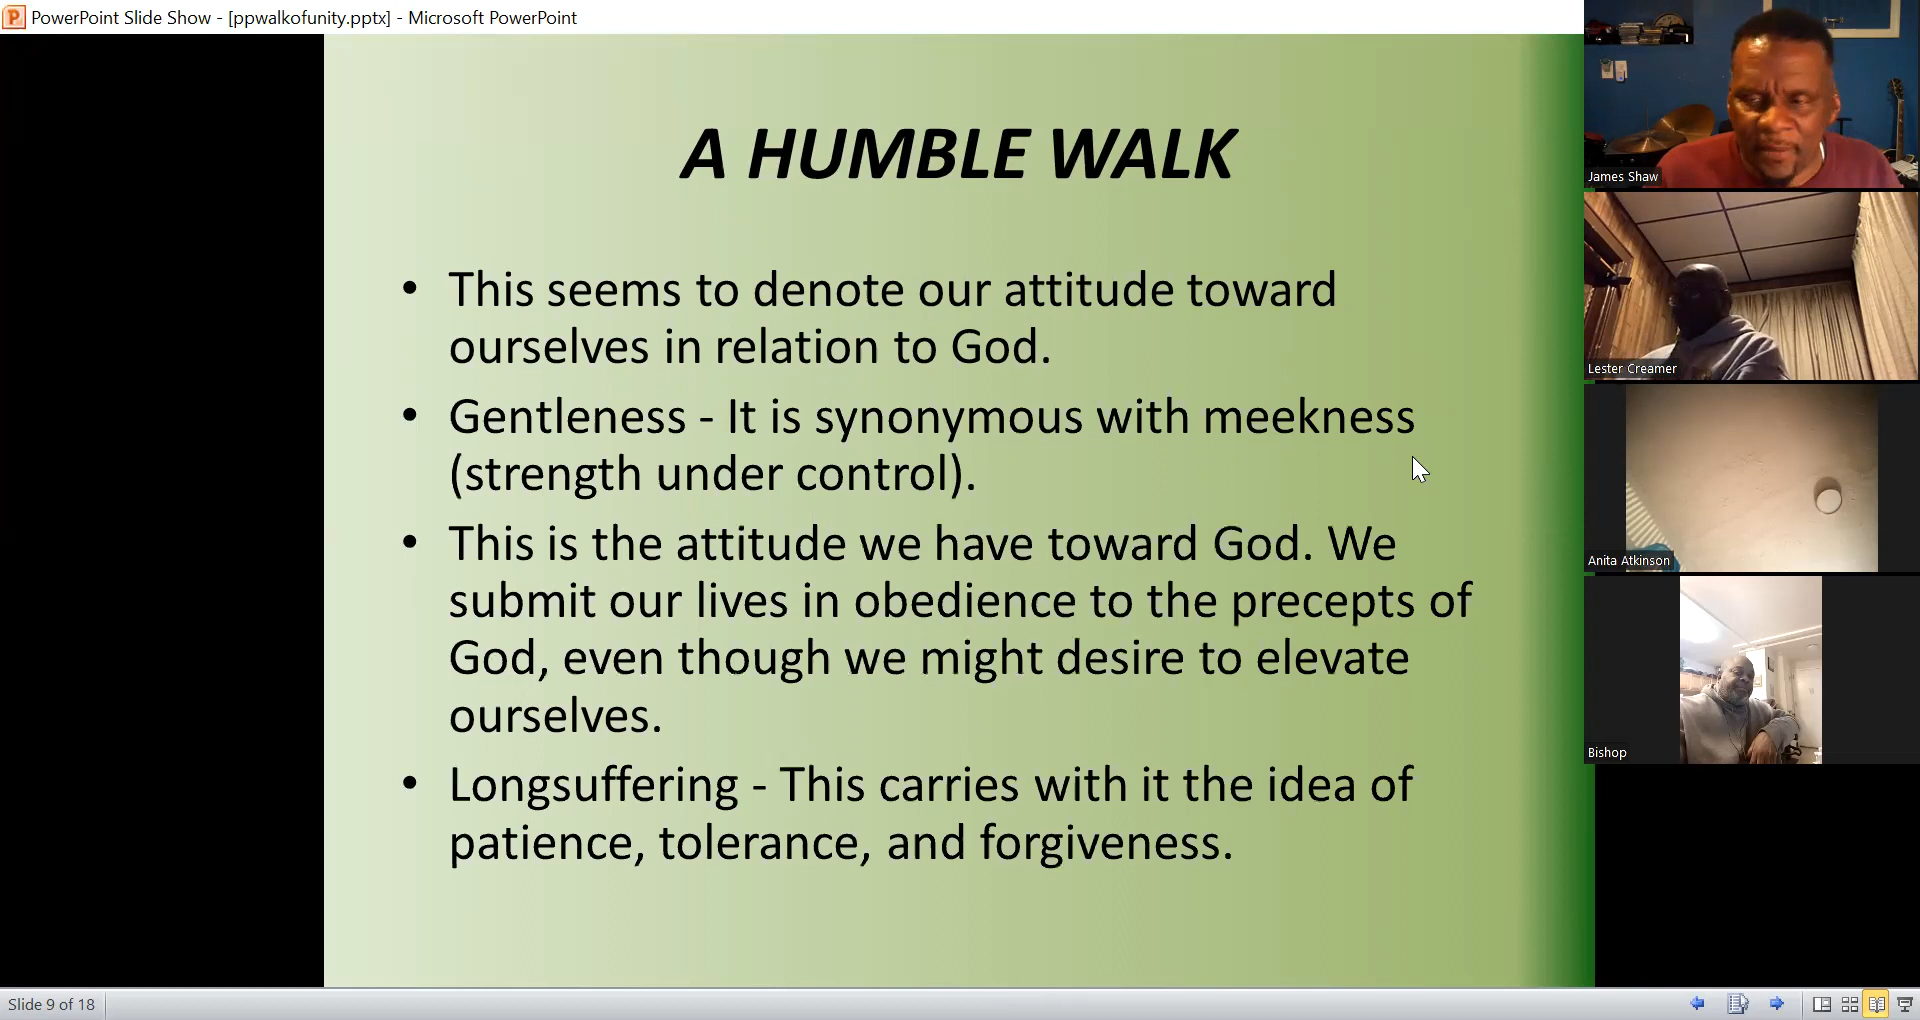 PowerPoint Slide Show - [ppwalkofunity.pptx] - Microsoft PowerPoint
A HUMBLE WALK
• This seems to denote our attitude toward
ourselves in relation to God.
• Gentleness - It is synonymous with meekness
(strength under control).
• This is the attitude we have toward God. We
submit our lives in obedience to the precepts of
God, even though we might desire to elevate
ourselves.
• Longsuffering - This carries with it the idea of
patience, tolerance, and forgiveness.
James Shaw
Lester Creamer
Anita Atkinson
Bishop
Slide 9 of 18